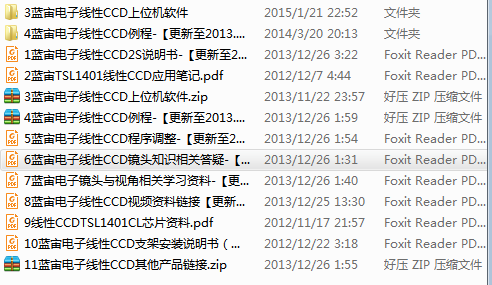 3蓝宙电子线性CCD上位机软件 2015/1/21 22:52 文件夹
4蓝宙电子线性CCD例程-【更新至2013.... 2014/3/20 20:13 文件夹
1蓝宙电子线性CCD2S说明书-【更新至2... 2013/12/26 3:22 Foxit Reader PD...
2蓝宙TSL1401线性CCD应用笔记.pdf 2012/12/7 4:44 Foxit Reader PD...
3蓝宙电子线性CCD上位机软件.zip 2013/11/22 23:57 好压 ZIP 压缩文件
4蓝宙电子线性CCD例程-【更新至2013.... 2013/12/26 1:59 好压 ZIP 压缩文件
5蓝宙电子线性CCD程序调整-【更新至2... 2013/12/26 1:54 Foxit Reader PD...
6蓝宙电子线性CCD镜头知识相关答疑-【... 2013/12/26 1:31 Foxit Reader PD...
7蓝宙电子镜头与视角相关学习资料-【更... 2013/12/26 1:40 Foxit Reader PD...
8蓝宙电子线性CCD视频资料链接【更新... 2013/12/25 13:30 Foxit Reader PD...
9线性CCDTSL1401CL芯片资料.pdf 2012/11/17 21:57 Foxit Reader PD...
10蓝宙电子线性CCD支架安装说明书（... 2012/12/22 3:18 Foxit Reader PD...
11蓝宙电子线性CCD其他产品链接.zip 2013/12/26 1:55 好压 ZIP 压缩文件